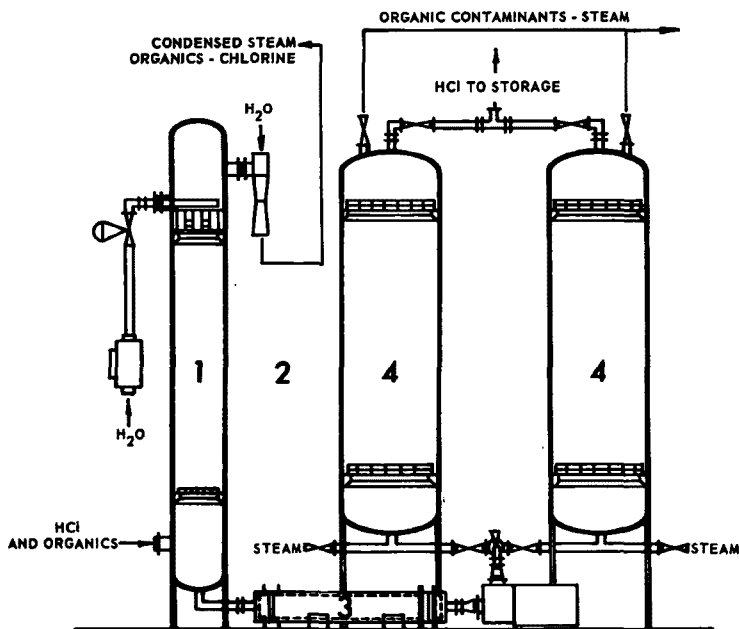 ORGANIC CONTAMINANTS - STEAM
CONDENSED STEAM
ORGANICS - CHLORINE
HCl TO STORAGE
H2O
1
2
4
4
H2O
HCl
AND ORGANICS
STEAM
STEAM
3